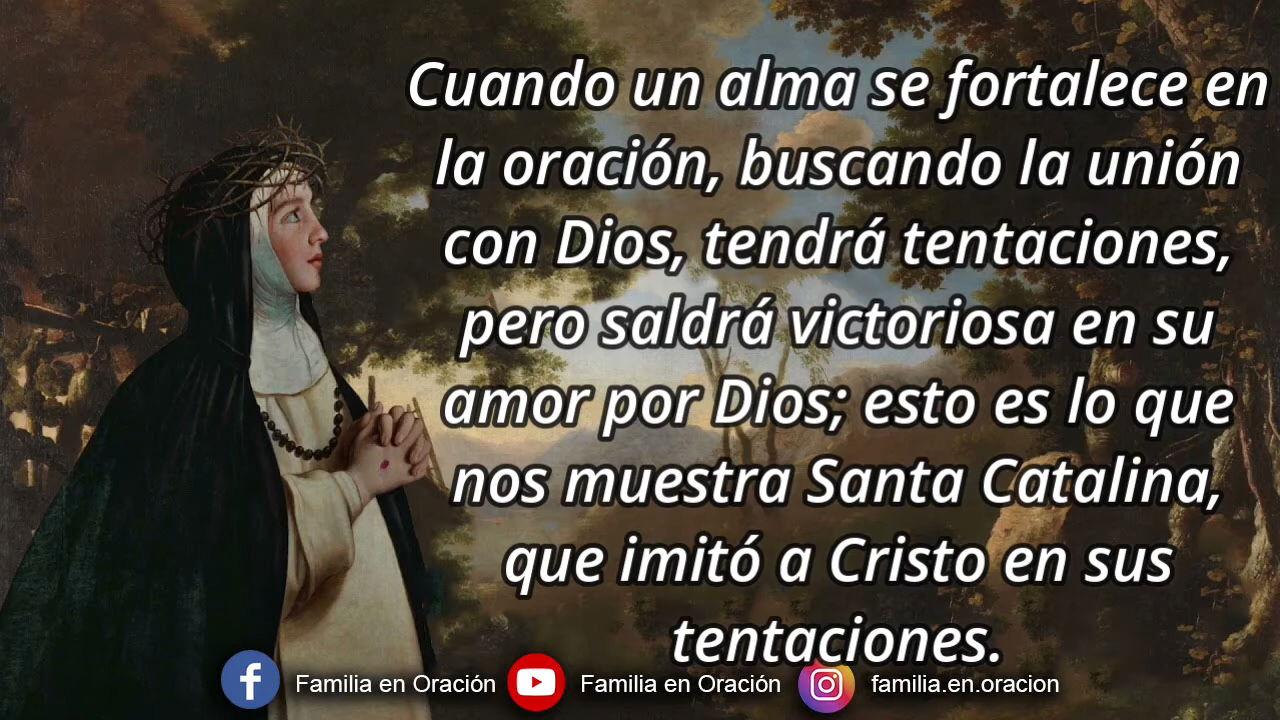 Cuando un alma se fortalece en
la oración, buscando la unión
con Dios, tendrá tentaciones,
pero saldrá victoriosa en su
amor por Dios; esto es lo que
nos muestra Santa Catalina,
que imitó a Cristo en sus
tentaciones.
f Familia en Oración Familia en Oración familia.en.oracion